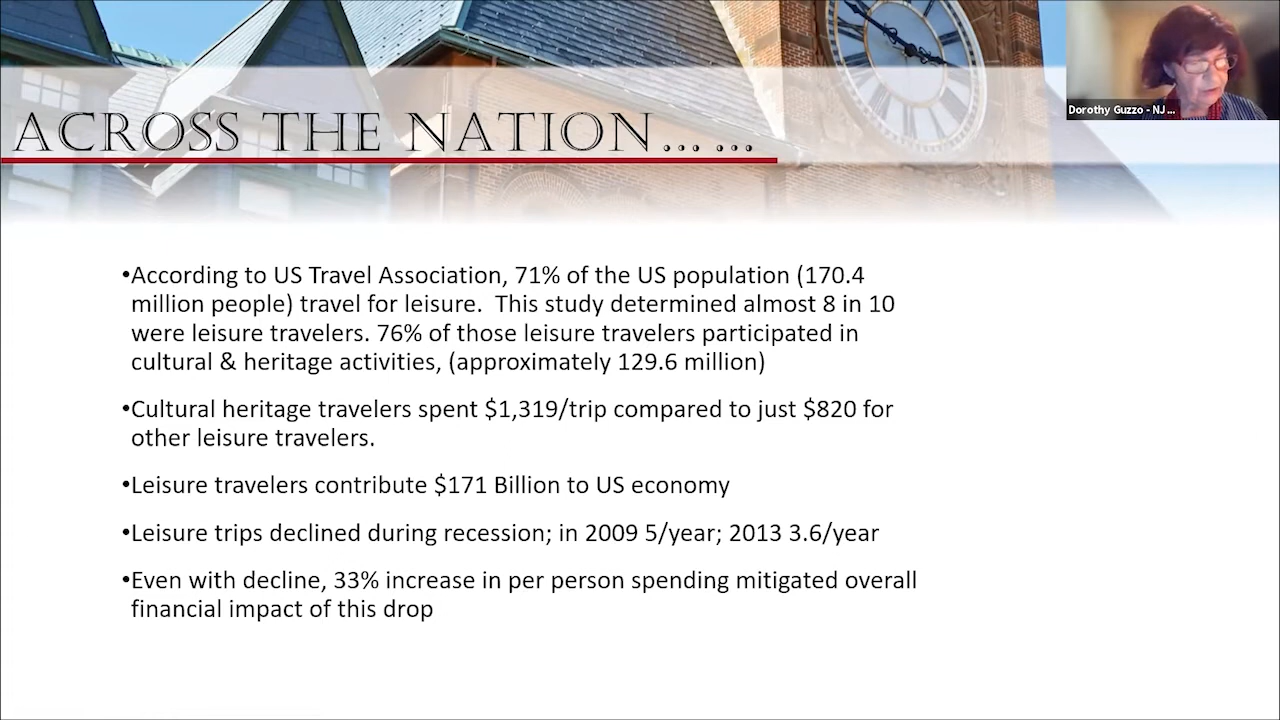 Dorothy Guzzo - NJ ...
ACROSS THE NATION... ...
•According to US Travel Association, 71% of the US population (170.4
million people) travel for leisure.  This study determined almost 8 in 10
were leisure travelers. 76% of those leisure travelers participated in
cultural & heritage activities, (approximately 129.6 million)
•Cultural heritage travelers spent $1,319/trip compared to just $820 for
other leisure travelers.
•Leisure travelers contribute $171 Billion to US economy
•Leisure trips declined during recession; in 2009 5/year; 2013 3.6/year
•Even with decline, 33% increase in per person spending mitigated overall
financial impact of this drop